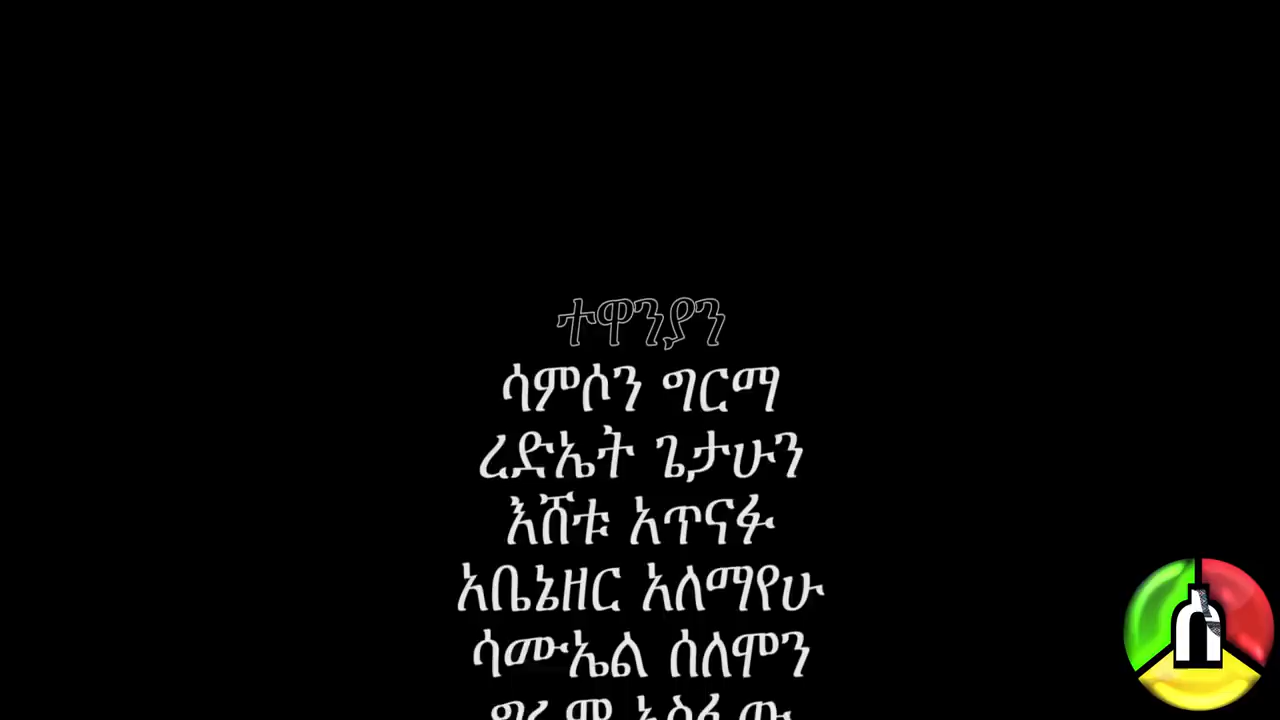 ተዋንያን
ሳምሶን ግርማ
ረድኤት ጌታሁን
እሸቱ አጥናፉ
አቤኔዘር አለማየሁ
ሳሙኤል ሰለሞን